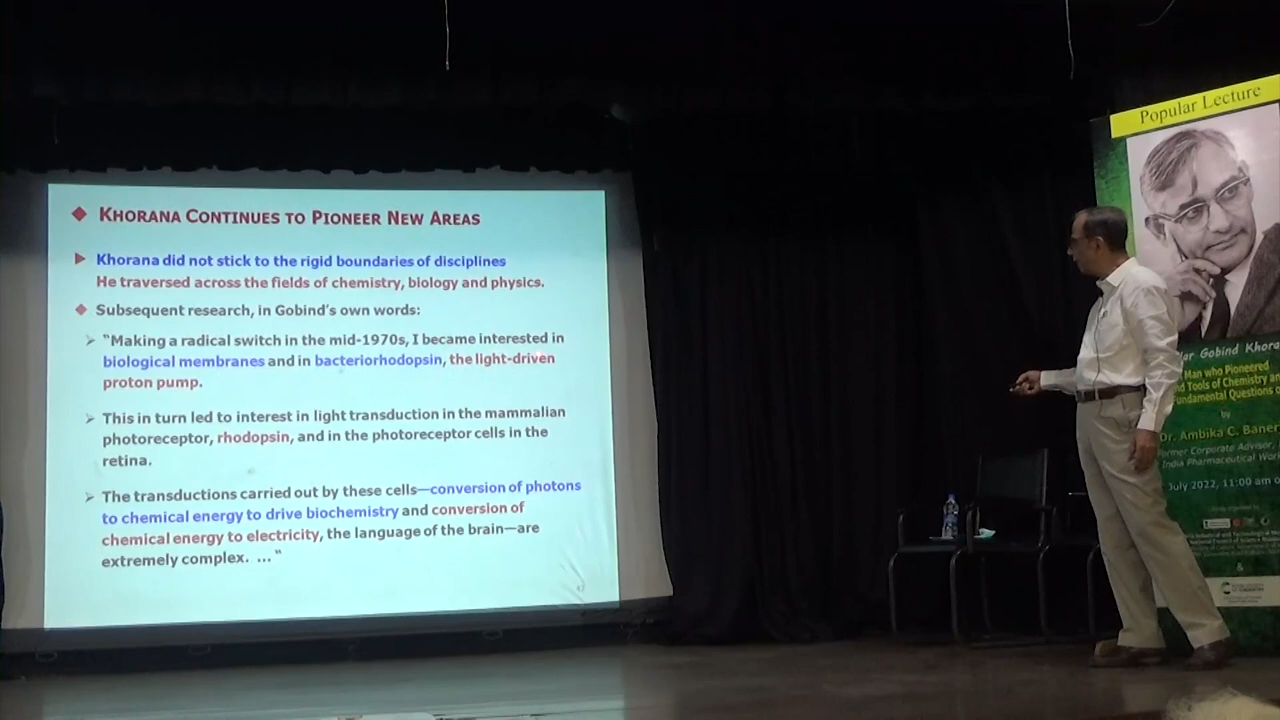 KHORANA CONTINUES TO PIONEER NEW AREAS
Khorana did not stick to the rigid boundaries of disciplines
He traversed across the fields of chemistry, biology and physics.
Subsequent research, in Gobind's own words:
"Making a radical switch in the mid-1970s, I became interested in
biological membranes and in bacteriorhodopsin, the light-driven
proton pump.
This in turn led to interest in light transduction in the mammalian
photoreceptor, rhodopsin, and in the photoreceptor cells in the
retina.
The transductions carried out by these cells—conversion of photons
to chemical energy to drive biochemistry and conversion of
chemical energy to electricity, the language of the brain—are
extremely complex. ..."
Popular Lecture
Gobind
Man who Pioneered
Tools of Chemistry
Fundamental Questions
by
Dr. Ambika C.
Corporate Advisor,
India Pharmaceutical
July 2022, 11:00 am
&